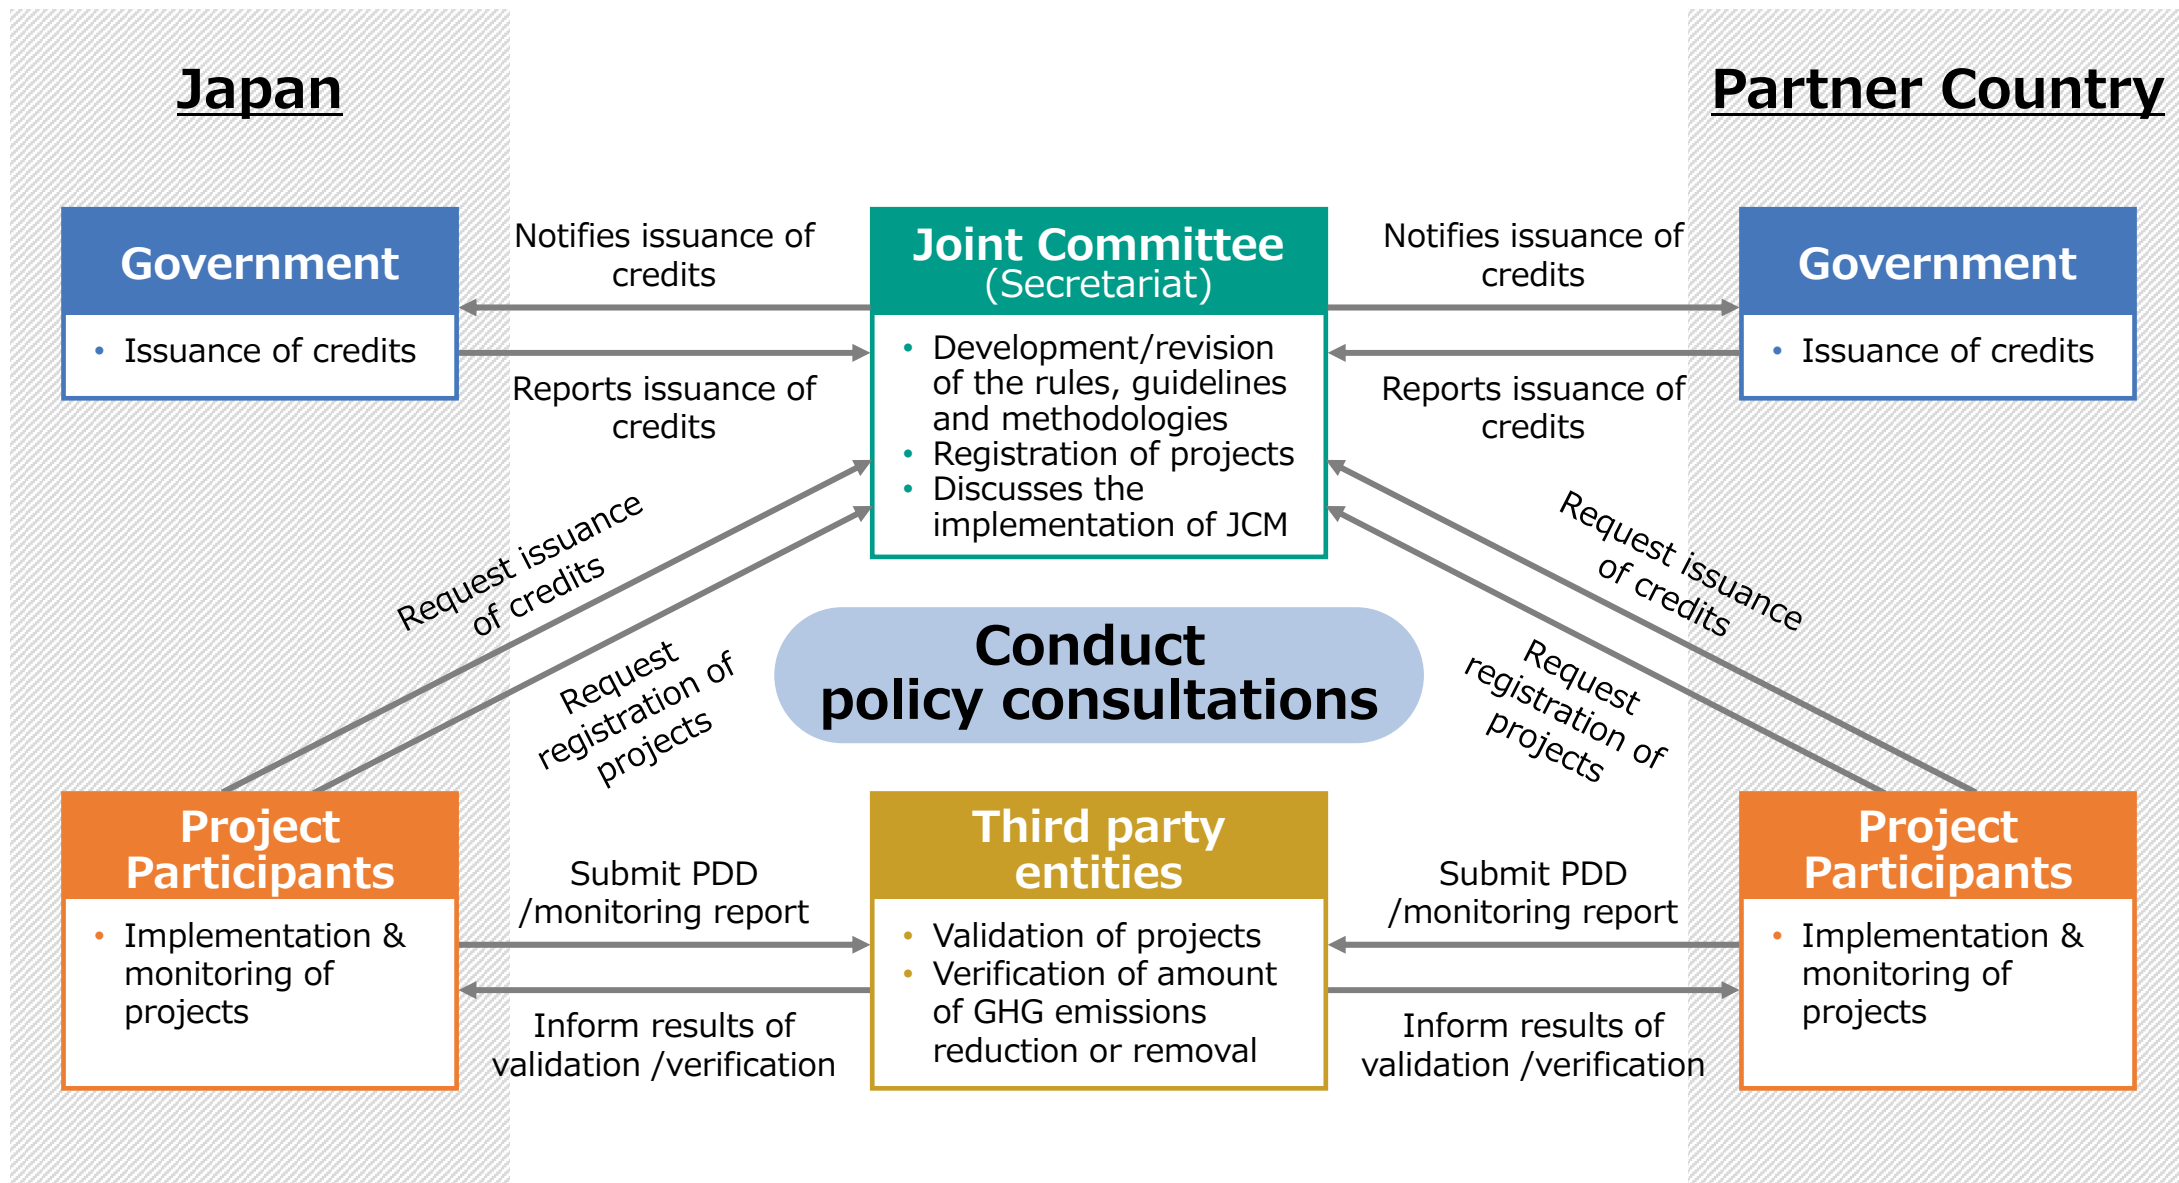 Japan
Partner Country
Government
• Issuance of credits
Notifies issuance of
credits
Reports issuance of
credits
Joint Committee
(Secretariat)
• Development/revision
of the rules, guidelines
and methodologies
• Registration of projects
• Discusses the
implementation of JCM
Notifies issuance of
credits
Reports issuance of
credits
Government
• Issuance of credits
Request issuance
of credits
Request
registration of
projects
Conduct
policy consultations
Request issuance
of credits
Request
registration of
projects
Project
Participants
• Implementation &
monitoring of
projects
Submit PDD
/monitoring report
Inform results of
validation /verification
Third party
entities
• Validation of projects
• Verification of amount
of GHG emissions
reduction or removal
Submit PDD
/monitoring report
Inform results of
validation /verification
Project
Participants
• Implementation &
monitoring of
projects